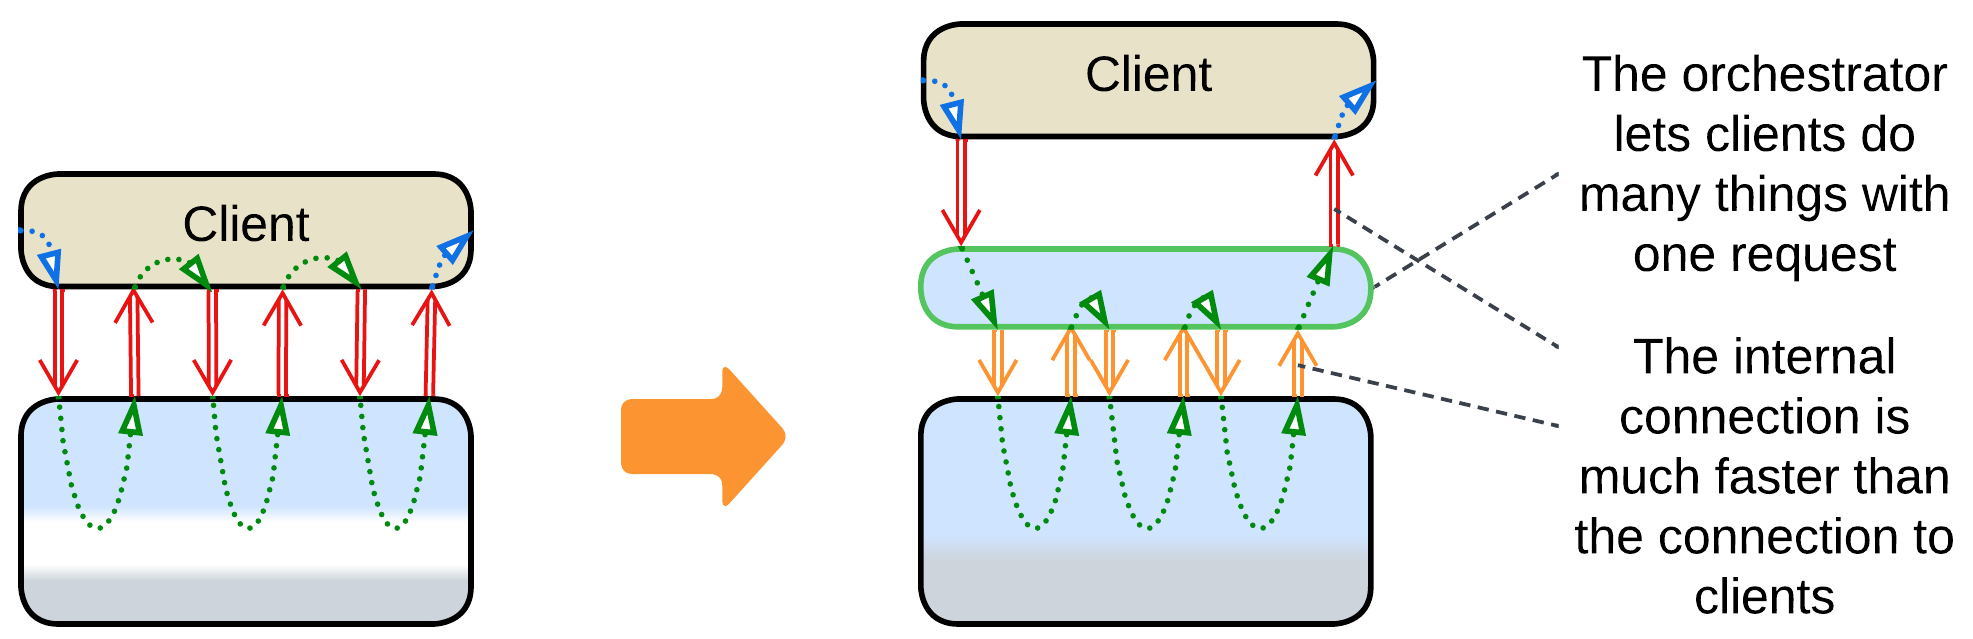 Client
Client
The orchestrator
lets clients do
many things with
one request
The internal
connection is
much faster than
the connection to
clients